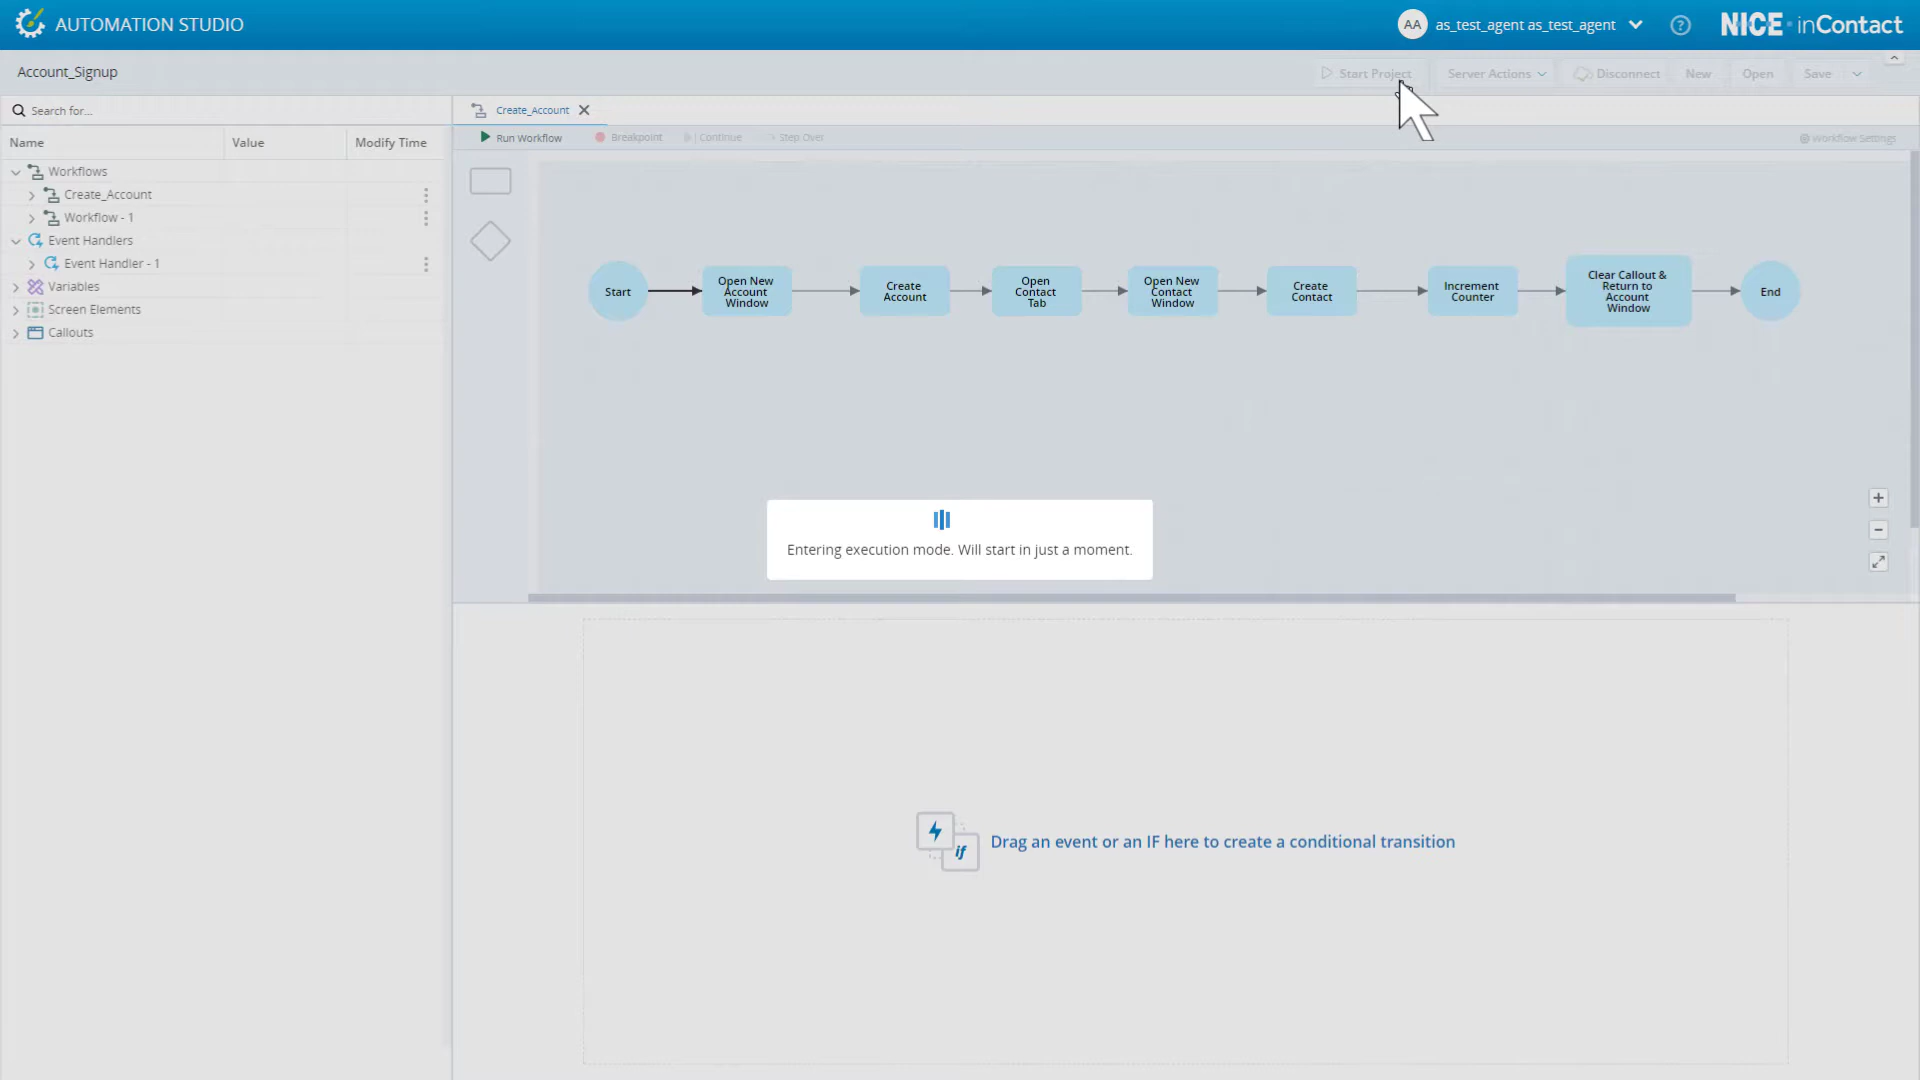 AUTOMATION STUDIO
AA as_test_agent as_test_agent ? NICE inContact
Account_Signup
Start Project Server Actions Disconnect New Open Save
Search for...
Create_Account
Name Value Modify Time
Run Workflow Breakpoint Continue Step Over Workflow Settings
Workflows
Create_Account
Workflow - 1
Event Handlers
Event Handler - 1
Variables
Screen Elements
Callouts
Start
Open New
Account
Window
Create
Account
Open
Contact
Tab
Open New
Contact
Window
Create
Contact
Increment
Counter
Clear Callout &
Return to
Account
Window
End
Entering execution mode. Will start in just a moment.
if
Drag an event or an IF here to create a conditional transition